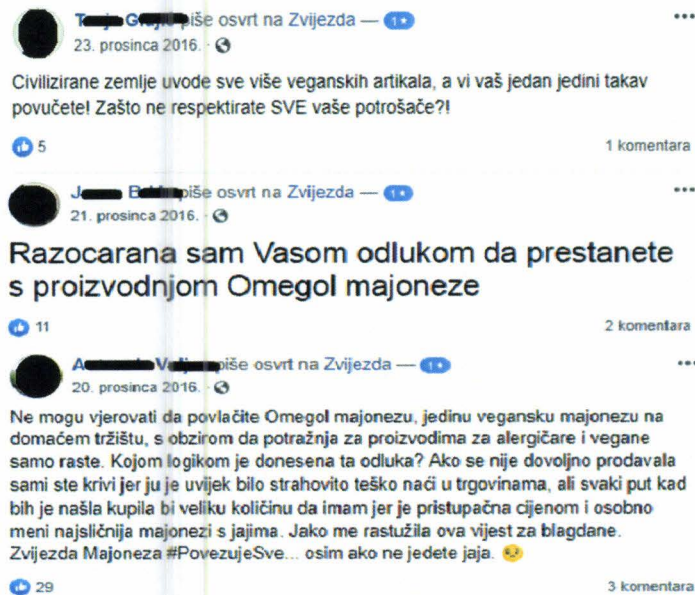 piše osvrt na Zvijezda — 1★
23. prosinca 2016. ·
Civilizirane zemlje uvode sve više veganskih artikala, a vi vaš jedan jedini takav
povučete! Zašto ne respektirate SVE vaše potrošače?!
5 1 komentara
piše osvrt na Zvijezda — 1★
21. prosinca 2016. ·
Razocarana sam Vasom odlukom da prestanete
s proizvodnjom Omegol majoneze
11 2 komentara
piše osvrt na Zvijezda — 1★
20. prosinca 2016. ·
Ne mogu vjerovati da povlačite Omegol majonezu, jedinu vegansku majonezu na
domaćem tržištu, s obzirom da potražnja za proizvodima za alergičare i vegane
samo raste. Kojom logikom je donesena ta odluka? Ako se nije dovoljno prodavala
sami ste krivi jer ju je uvijek bilo strahovito teško naći u trgovinama, ali svaki put kad
bih je našla kupila bi veliku količinu da imam jer je pristupačna cijenom i osobno
meni najsličnija majonezi s jajima. Jako me rastužila ova vijest za blagdane.
Zvijezda Majoneza #PovezujeSve... osim ako ne jedete jaja.
29 3 komentara